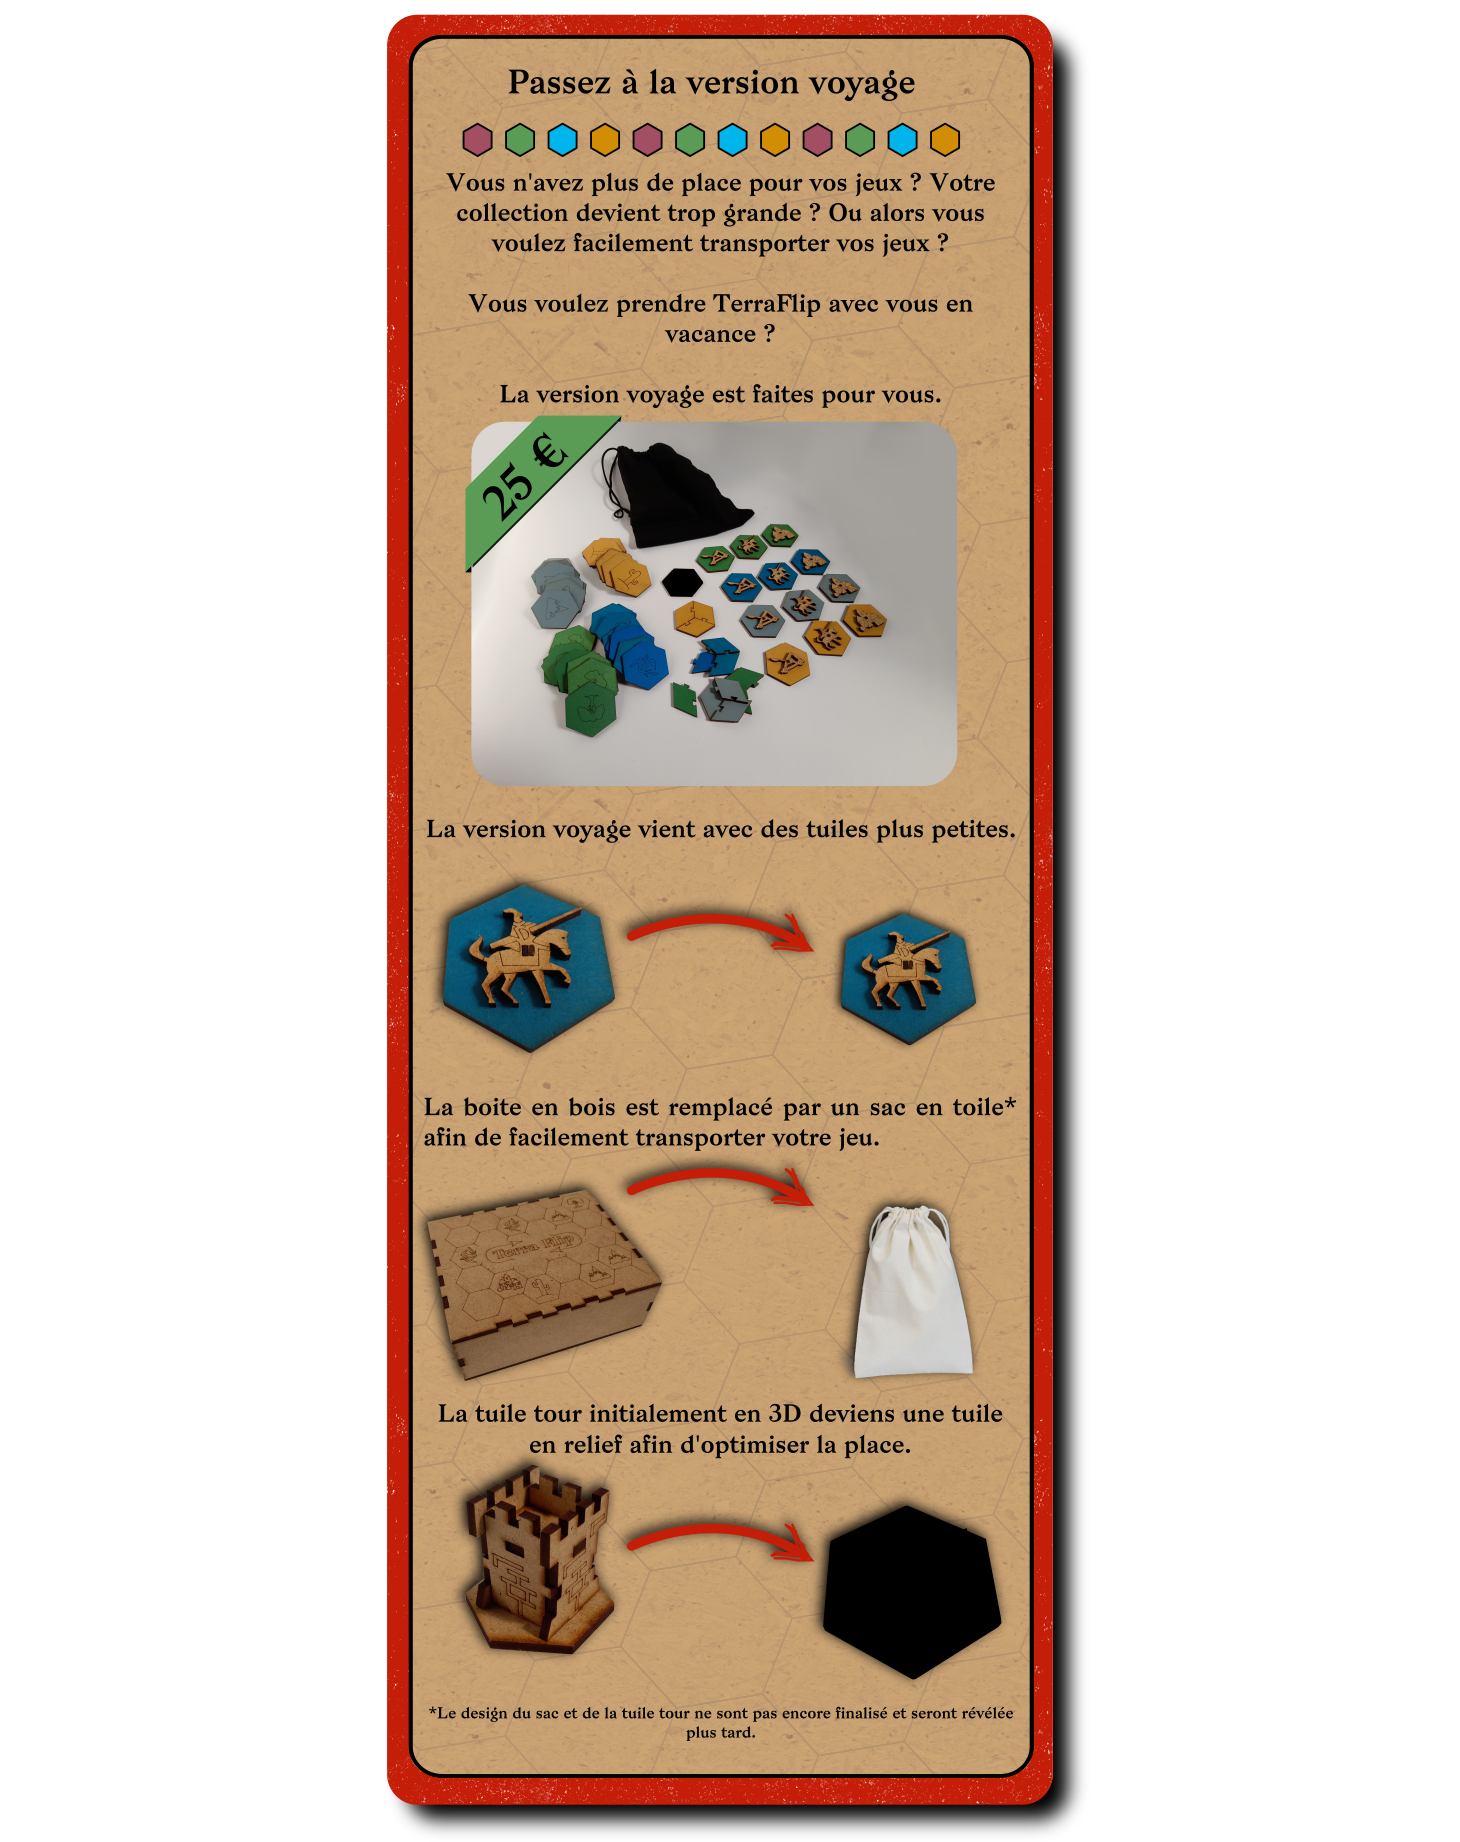 Passez à la version voyage
Vous n'avez plus de place pour vos jeux ? Votre
collection devient trop grande ? Ou alors vous
voulez facilement transporter vos jeux ?
Vous voulez prendre TerraFlip avec vous en
vacance ?
La version voyage est faites pour vous.
25 €
La version voyage vient avec des tuiles plus petites.
La boite en bois est remplacé par un sac en toile*
afin de facilement transporter votre jeu.
Terra Flip
La tuile tour initialement en 3D deviens une tuile
en relief afin d'optimiser la place.
*Le design du sac et de la tuile tour ne sont pas encore finalisé et seront révélée
plus tard.